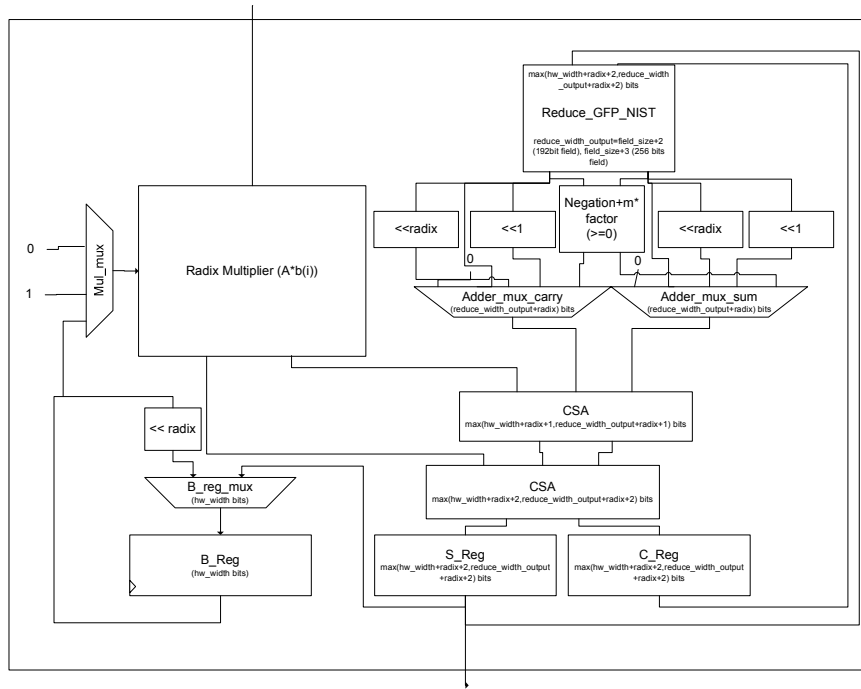 max(hw_width+radix+2,reduce_width
_output+radix+2) bits
Reduce_GFP_NIST
reduce_width_output=field_size+2
(192bit field), field_size+3 (256 bits
field)
<<radix
<<1
Negation+m*
factor
(>=0)
<<radix
<<1
0
0
Adder_mux_carry
(reduce_width_output+radix) bits
Adder_mux_sum
(reduce_width_output+radix) bits
0
1
Mul_mux
Radix Multiplier (A*b(i))
CSA
max(hw_width+radix+1,reduce_width_output+radix+1) bits
<< radix
CSA
max(hw_width+radix+2,reduce_width_output+radix+2) bits
B_reg_mux
(hw_width bits)
B_Reg
(hw_width bits)
S_Reg
max(hw_width+radix+2,reduce_width_output
+radix+2) bits
C_Reg
max(hw_width+radix+2,reduce_width_output
+radix+2) bits